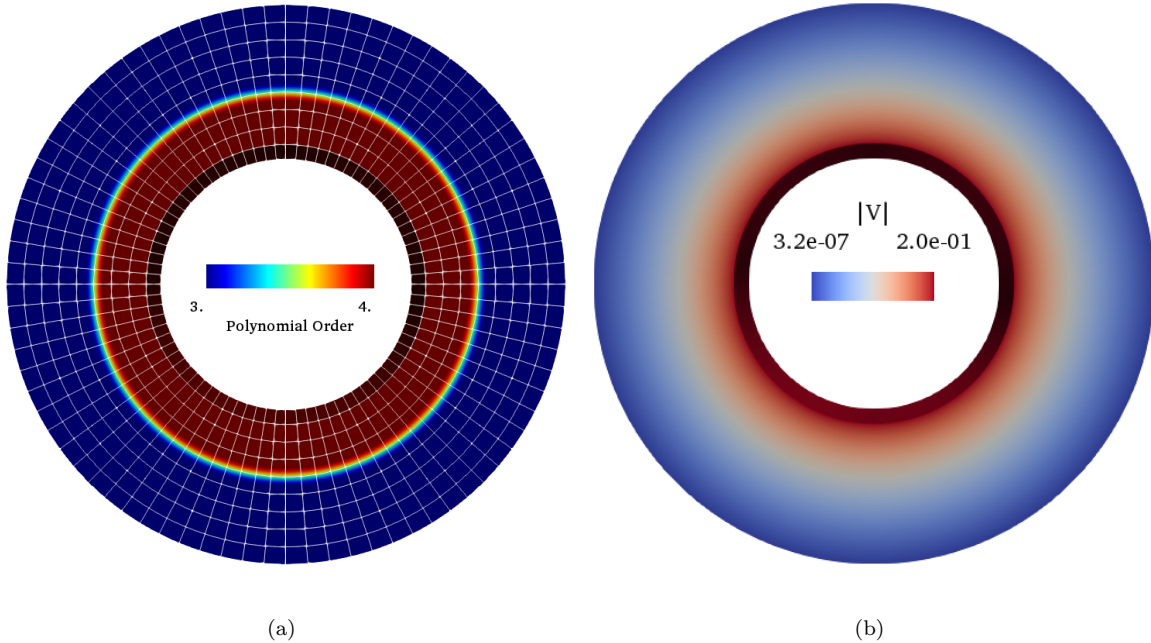 3.
4.
Polynomial Order
|V|
3.2e-07
2.0e-01
(a)
(b)